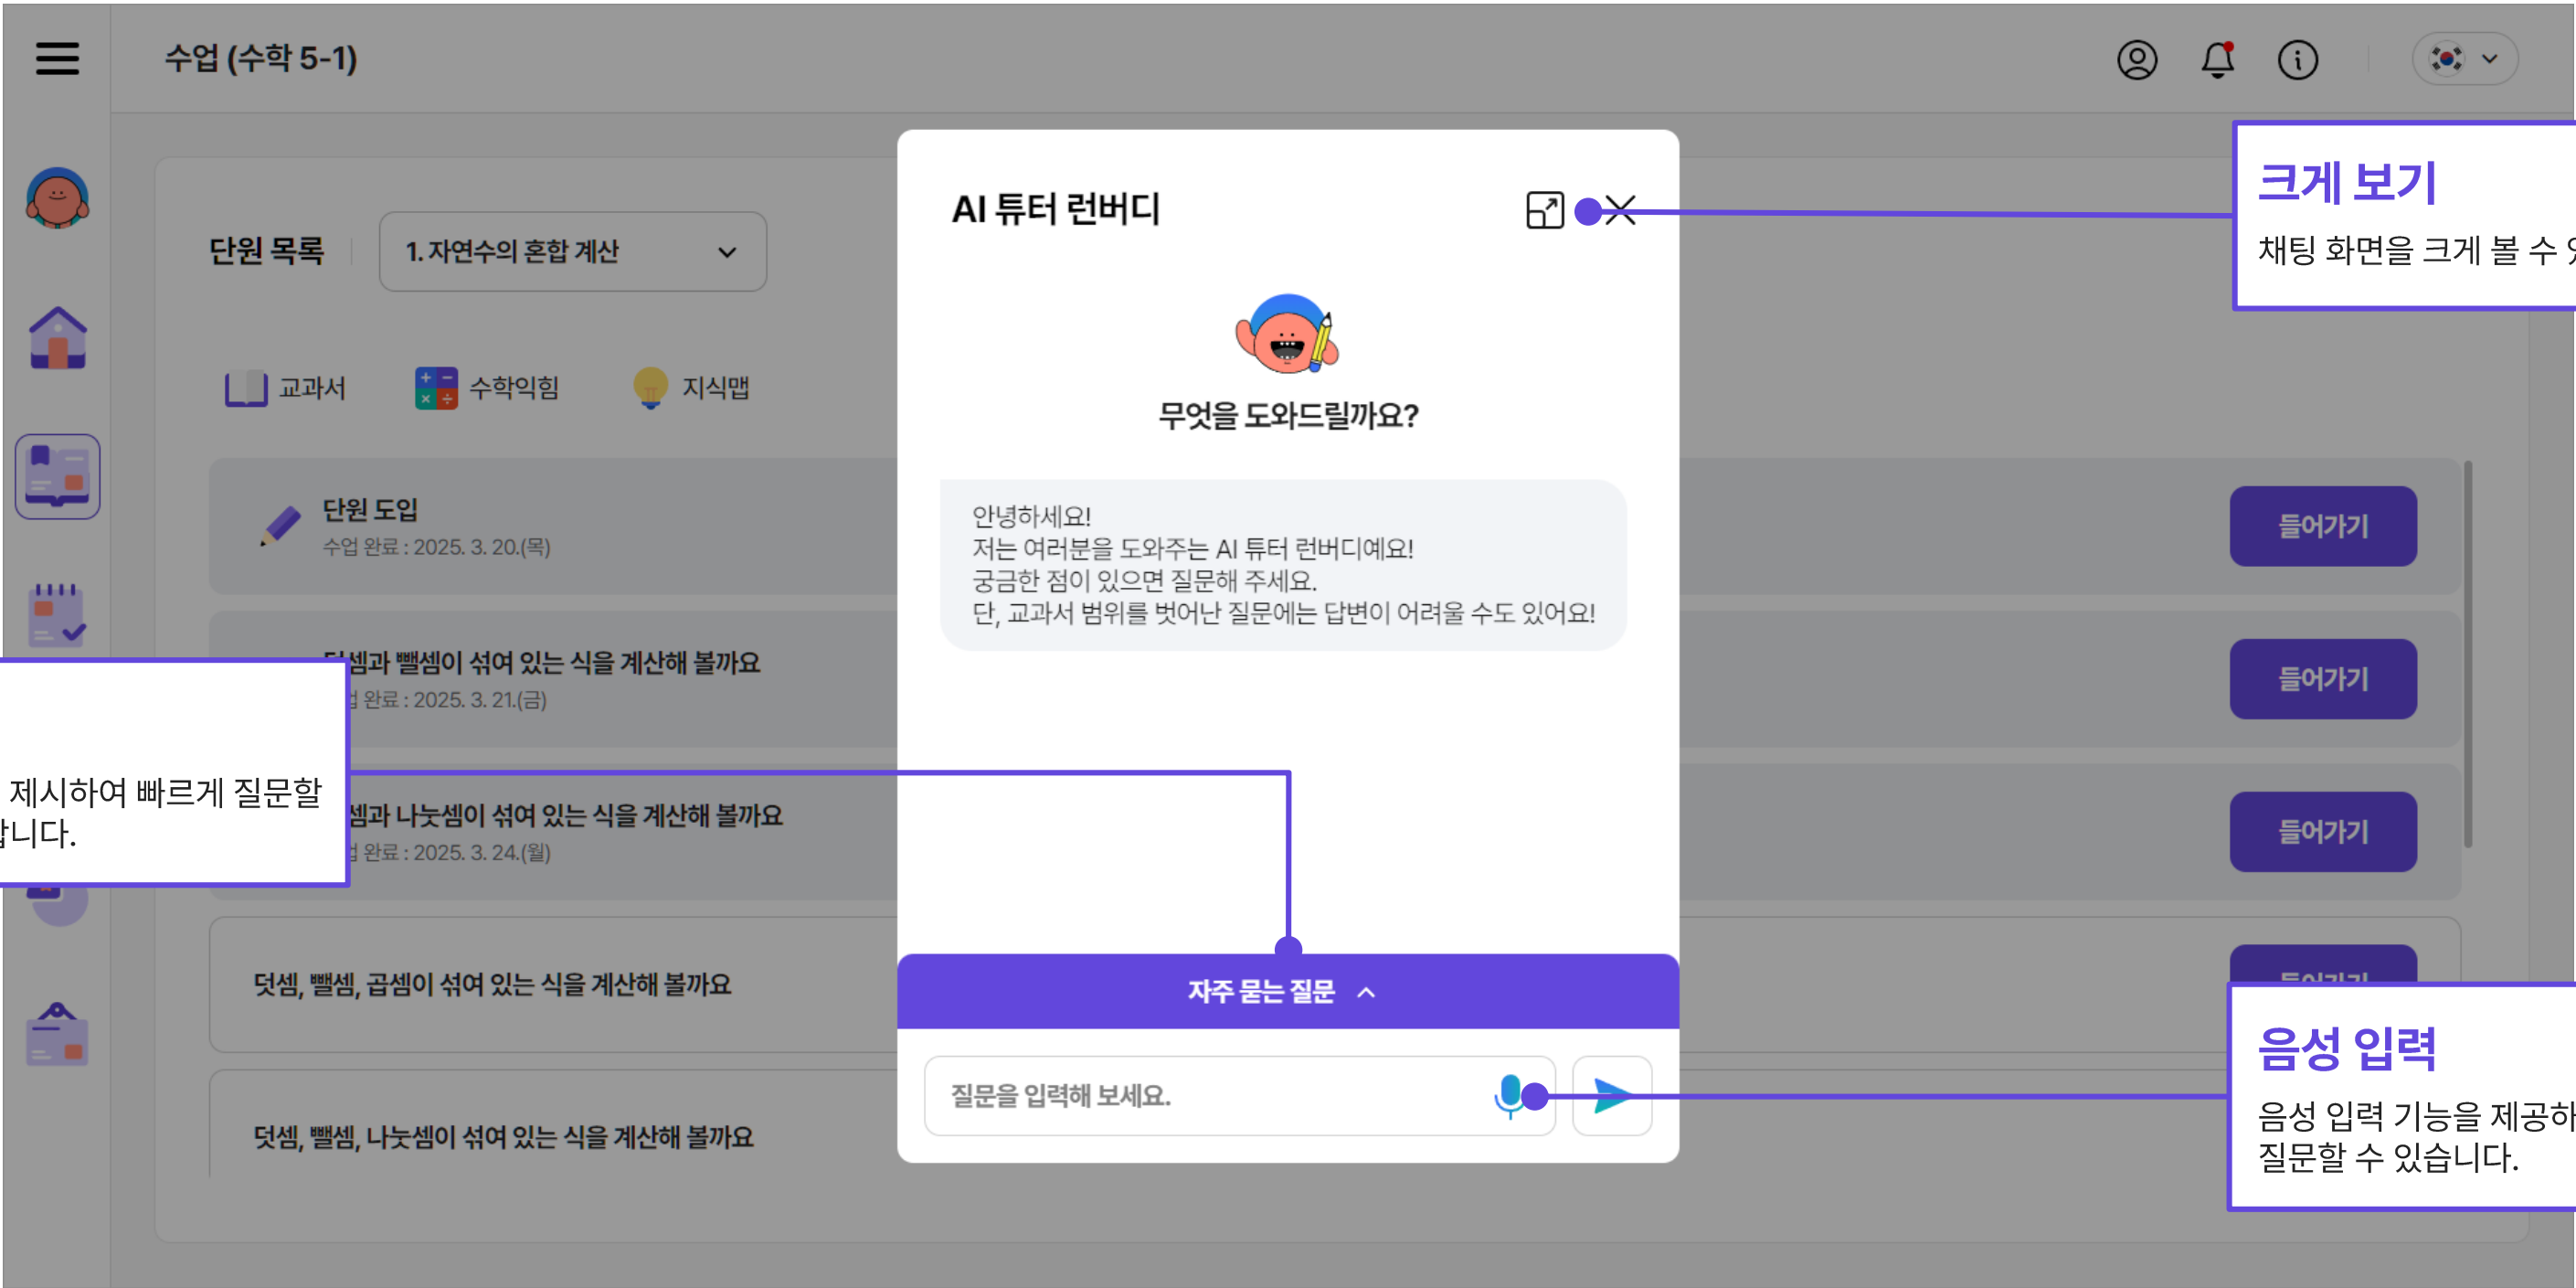 수업 (수학 5-1)
크게 보기
채팅 화면을 크게 볼 수
AI 튜터 런버디
단원 목록
1. 자연수의 혼합 계산
교과서
수학익힘
지식맵
무엇을 도와드릴까요?
안녕하세요!
저는 여러분을 도와주는 AI 튜터 런버디예요!
궁금한 점이 있으면 질문해 주세요.
단, 교과서 범위를 벗어난 질문에는 답변이 어려울 수도 있어요!
단원 도입
수업 완료 : 2025. 3. 20.(목)
들어가기
뺄셈이 섞여 있는 식을 계산해 볼까요
완료 : 2025. 3. 21.(금)
들어가기
제시하여 빠르게 질문할
나눗셈이 섞여 있는 식을 계산해 볼까요
완료 : 2025. 3. 24.(월)
들어가기
덧셈, 뺄셈, 곱셈이 섞여 있는 식을 계산해 볼까요
자주 묻는 질문
질문을 입력해 보세요.
덧셈, 뺄셈, 나눗셈이 섞여 있는 식을 계산해 볼까요
음성 입력
음성 입력 기능을 제공하
질문할 수 있습니다.